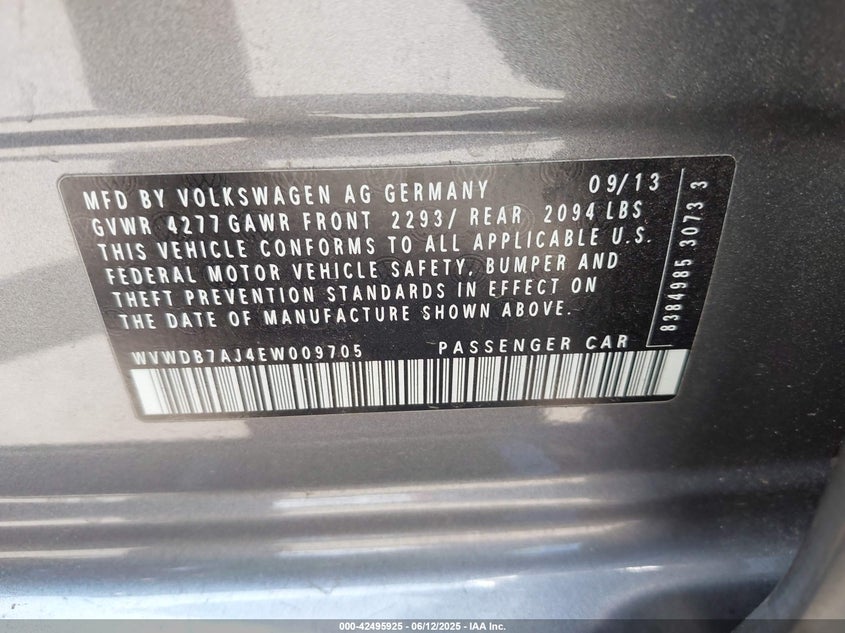 MFD BY VOLKSWAGEN AG GERMANY 09/13
GVWR 4277 GAWR FRONT 2293/ REAR 2094 LBS
THIS VEHICLE CONFORMS TO ALL APPLICABLE U.S.
FEDERAL MOTOR VEHICLE SAFETY, BUMPER AND
THEFT PREVENTION STANDARDS IN EFFECT ON
THE DATE OF MANUFACTURE SHOWN ABOVE.
WVWDB7AJ4EW009705 PASSENGER CAR
8384985 3073 3
000-42495925 - 06/12/2025 - IAA Inc.